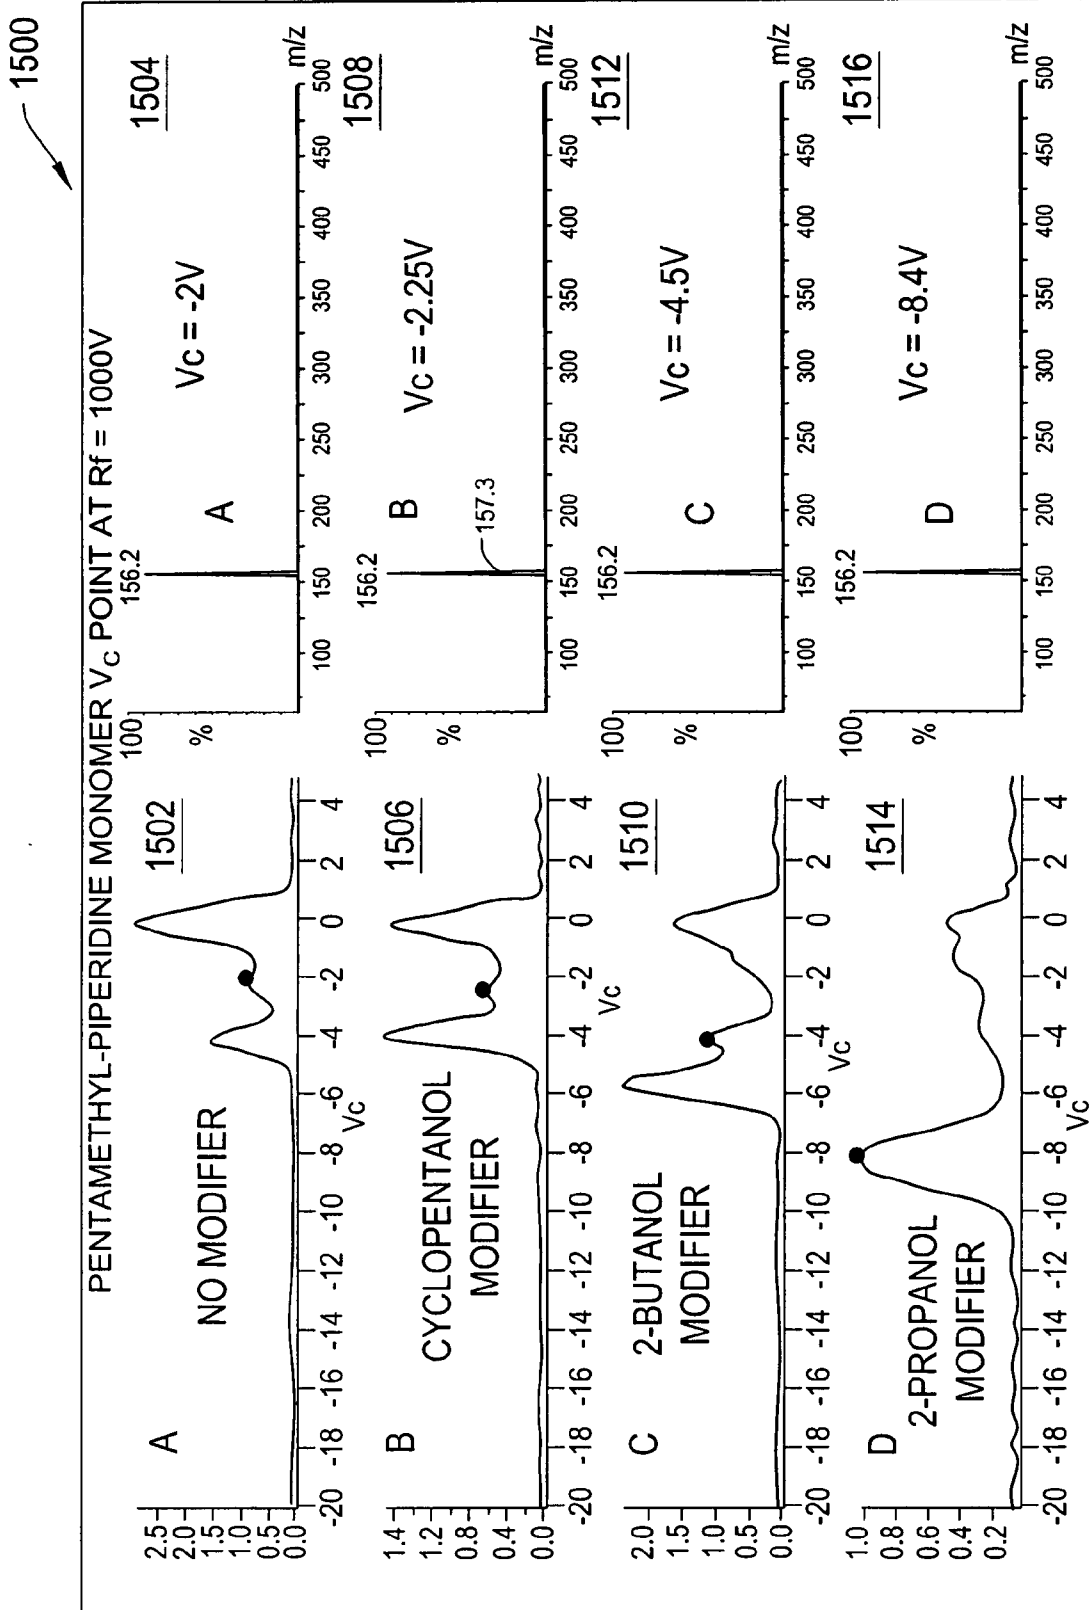 1500
PENTAMETHYL-PIPERIDINE MONOMER VC POINT AT Rf = 1000V
A
NO MODIFIER
1502
2.5
2.0
1.5
1.0
0.5
0.0
-20 -18 -16 -14 -12 -10 -8 -6 -4 -2 0 2 4
Vc
156.2
A
Vc = -2V
1504
100
%
100 150 200 250 300 350 400 450 500
m/z
B
CYCLOPENTANOL
MODIFIER
1506
1.4
1.2
0.8
0.4
0.0
-20 -18 -16 -14 -12 -10 -8 -6 -4 -2 0 2 4
Vc
156.2
157.3
B
Vc = -2.25V
1508
100
%
100 150 200 250 300 350 400 450 500
m/z
C
2-BUTANOL
MODIFIER
1510
2.0
1.5
1.0
0.5
0.0
-20 -18 -16 -14 -12 -10 -8 -6 -4 -2 0 2 4
Vc
156.2
C
Vc = -4.5V
1512
100
%
100 150 200 250 300 350 400 450 500
m/z
D
2-PROPANOL
MODIFIER
1514
1.0
0.8
0.6
0.4
0.2
-20 -18 -16 -14 -12 -10 -8 -6 -4 -2 0 2 4
Vc
156.2
D
Vc = -8.4V
1516
100
%
100 150 200 250 300 350 400 450 500
m/z